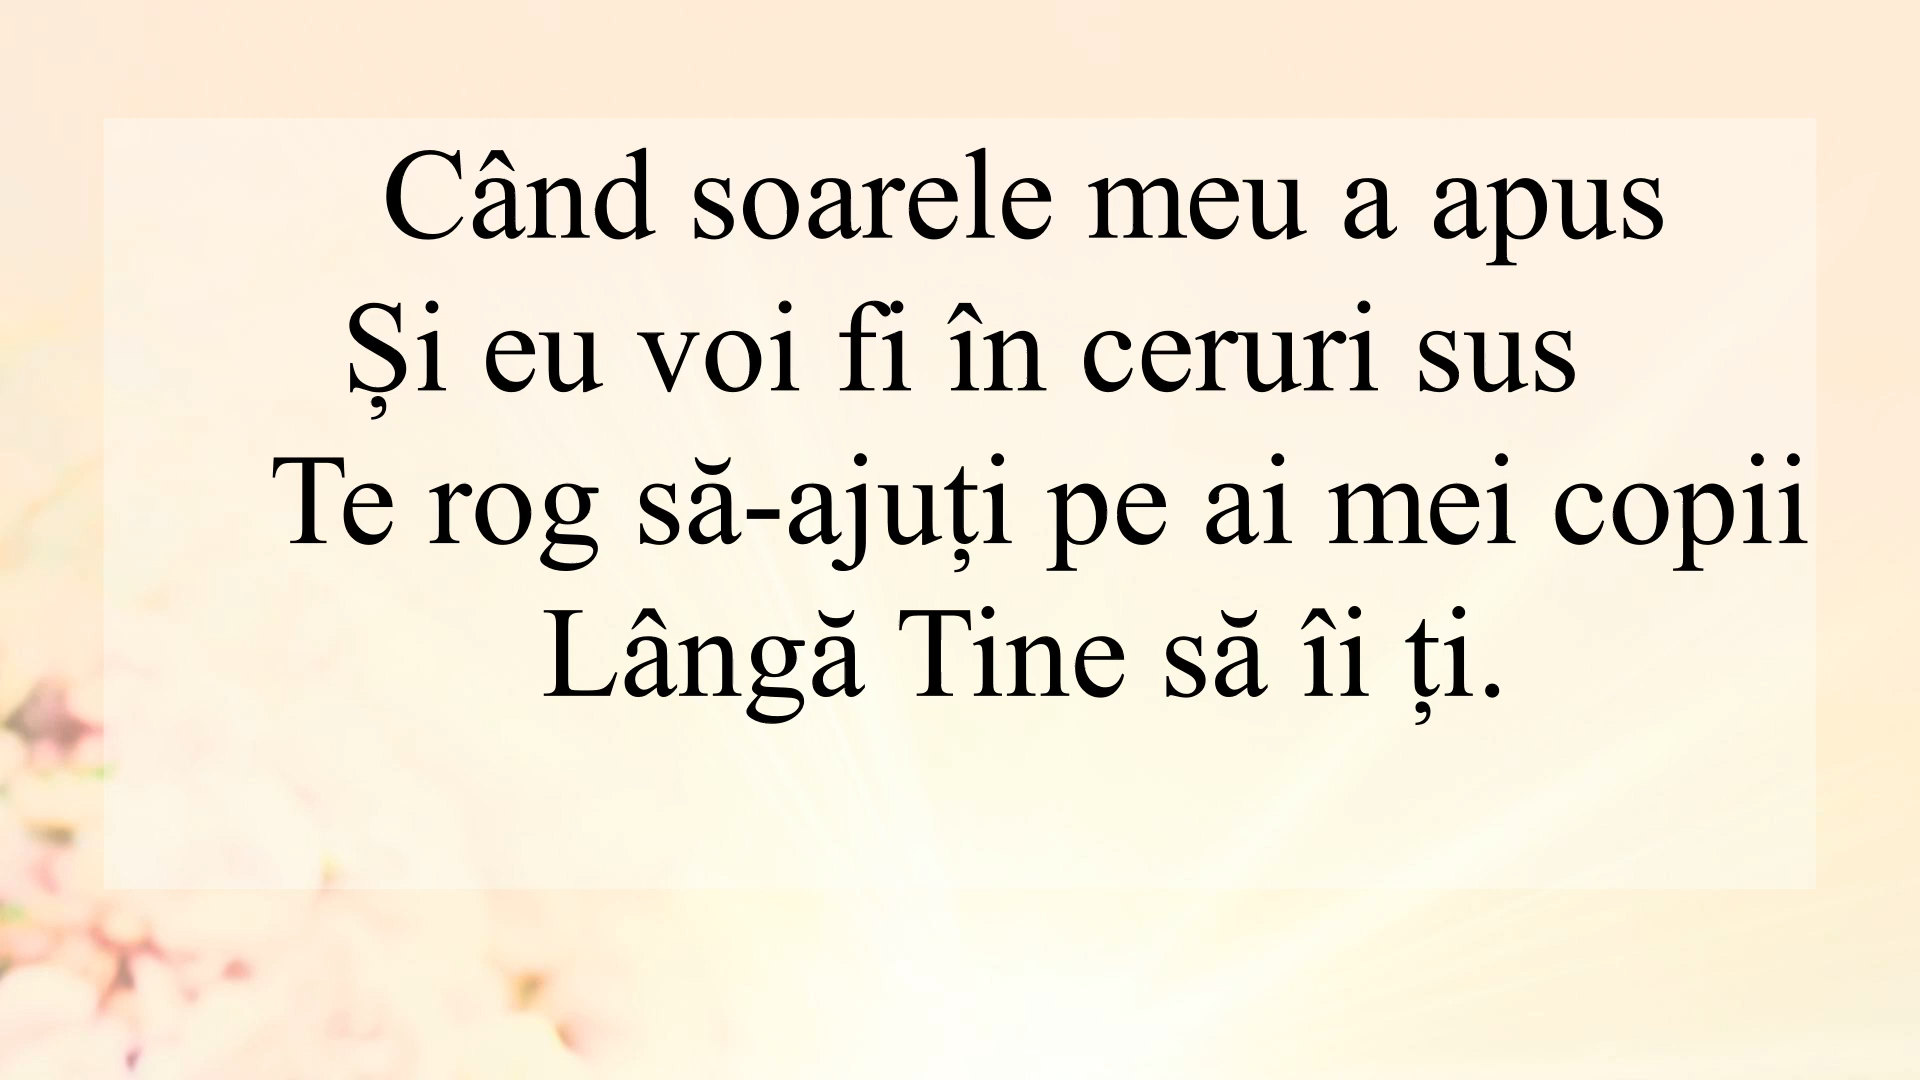 Când soarele meu a apus
Și eu voi fi în ceruri sus
Te rog să-ajuți pe ai mei copii
Lângă Tine să îi ți.